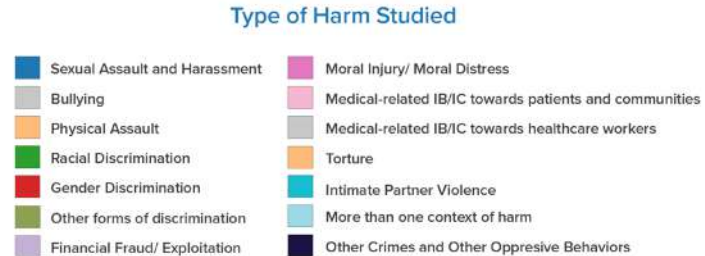 Type of Harm Studied
Sexual Assault and Harassment
Bullying
Physical Assault
Racial Discrimination
Gender Discrimination
Other forms of discrimination
Financial Fraud/ Exploitation
Moral Injury/ Moral Distress
Medical-related IB/IC towards patients and communities
Medical-related IB/IC towards healthcare workers
Torture
Intimate Partner Violence
More than one context of harm
Other Crimes and Other Oppresive Behaviors